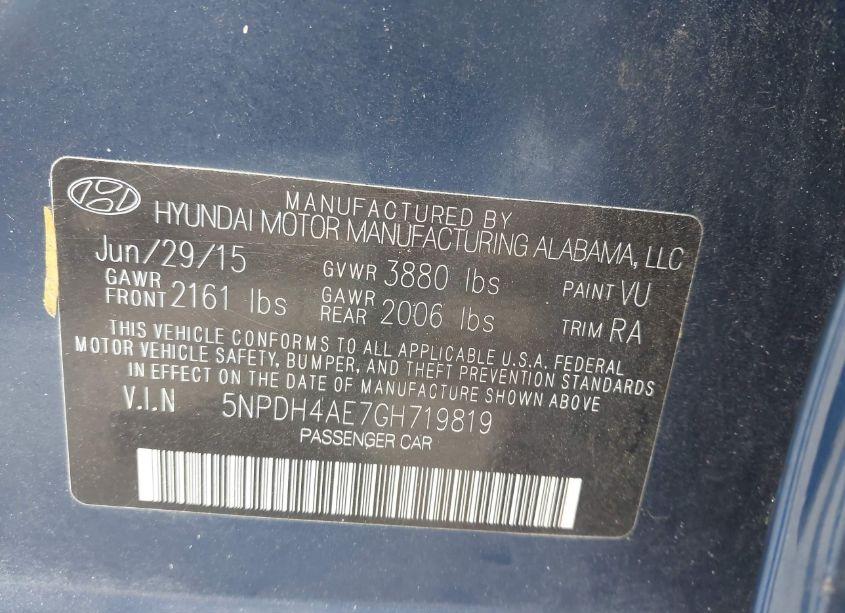 MANUFACTURED BY
HYUNDAI MOTOR MANUFACTURING ALABAMA, LLC
Jun/29/15 GVWR 3880 lbs PAINT VU
GAWR FRONT 2161 lbs GAWR REAR 2006 lbs TRIM RA
THIS VEHICLE CONFORMS TO ALL APPLICABLE U.S.A. FEDERAL
MOTOR VEHICLE SAFETY, BUMPER, AND THEFT PREVENTION STANDARDS
IN EFFECT ON THE DATE OF MANUFACTURE SHOWN ABOVE
V.I.N 5NPDH4AE7GH719819
PASSENGER CAR